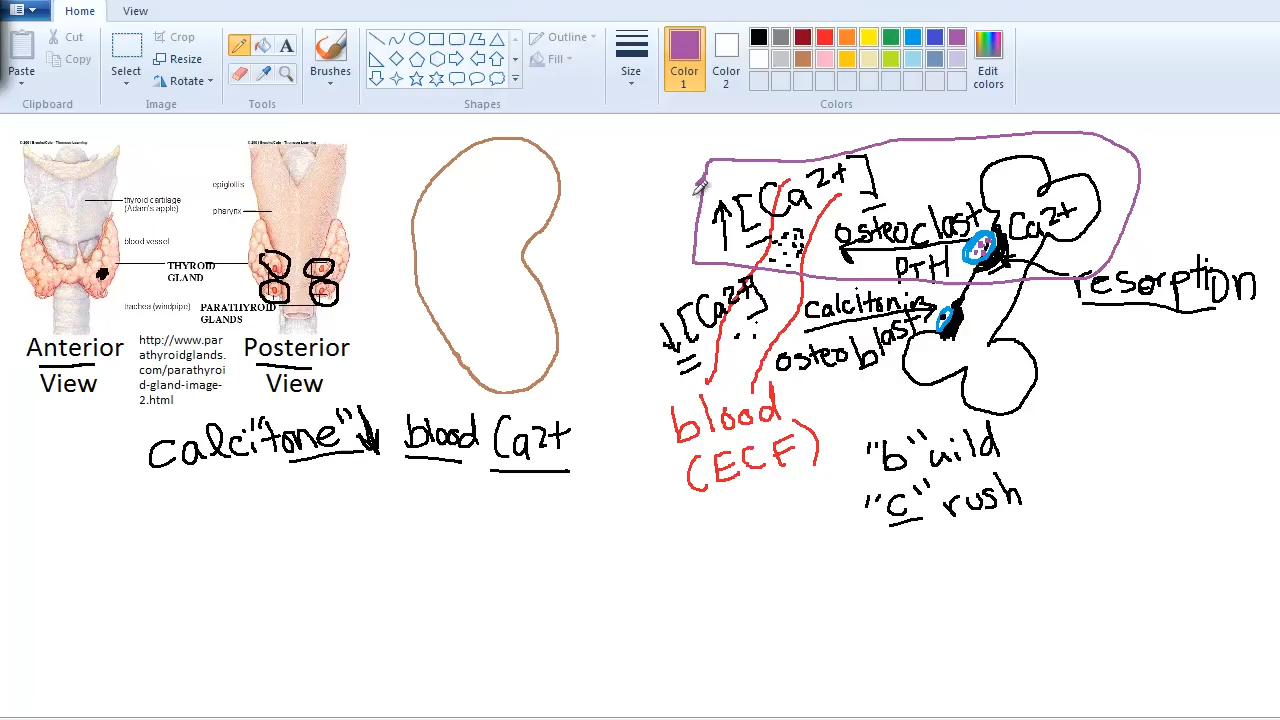 Home
View
Paste
Cut
Copy
Clipboard
Select
Crop
Resize
Rotate
Image
Tools
Brushes
Shapes
Outline
Fill
Size
Color
1
Color
2
Edit
colors
Colors
thyroid cartilage
(Adam's apple)
blood vessel
THYROID
GLAND
trachea (windpipe)
epiglottis
pharynx
PARATHYROID
GLANDS
Anterior
View
http://www.par
athyroidglands.
com/parathyroi
d-gland-image-
2.html
Posterior
View
calci"tone"↓ blood Ca2+
↑[Ca2+]
osteoclast
PTH
Ca2+
resorption
↓[Ca2+]
calcitonin
osteoblast
blood
(ECF)
"b"uild
"c"rush